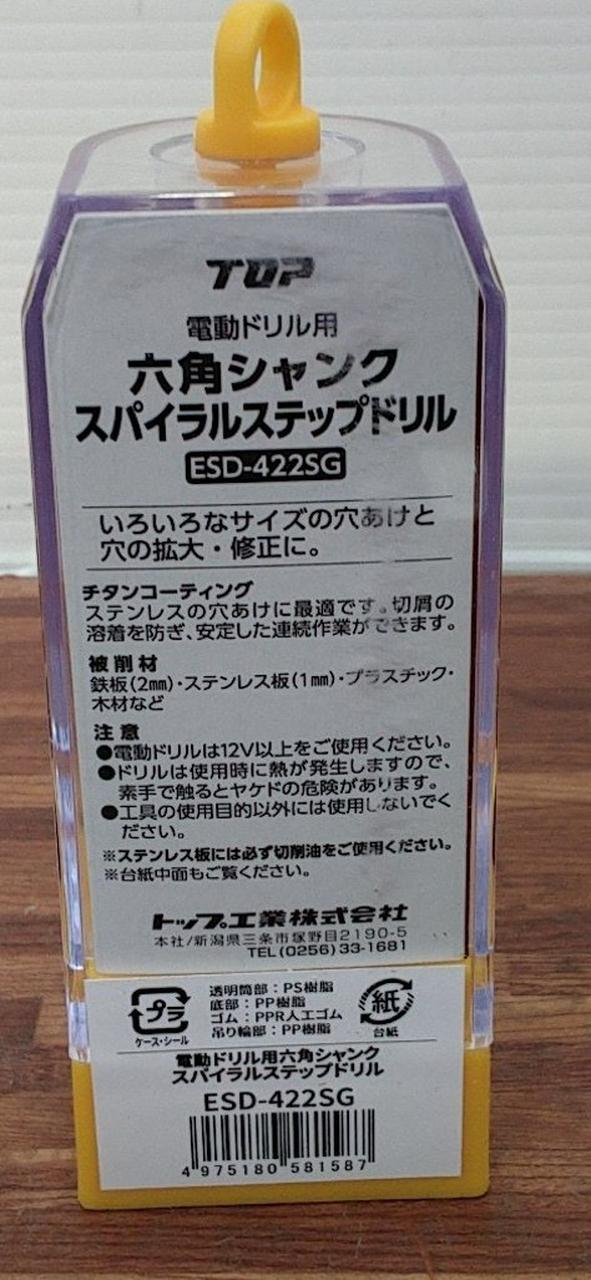 TOP
電動ドリル用
六角シャンク
スパイラルステップドリル
ESD-422SG
いろいろなサイズの穴あけと
穴の拡大・修正に。
チタンコーティング
ステンレスの穴あけに最適です。切屑の
溶着を防ぎ、安定した連続作業ができます。
被削材
鉄板(2㎜)・ステンレス板(1㎜)・プラスチック・
木材など
注意
●電動ドリルは12V以上をご使用ください。
●ドリルは使用時に熱が発生しますので、
素手で触るとヤケドの危険があります。
●工具の使用目的以外には使用しないでく
ださい。
※ステンレス板には必ず切削油をご使用ください。
※台紙中面もご覧ください。
トップ工業株式会社
本社/新潟県三条市塚野目2190-5
TEL(0256)33-1681
プラ
ケース・シール
透明筒部：PS樹脂
底部：PP樹脂
ゴム：PPR人工ゴム
吊り輪部：PP樹脂
紙
台紙
電動ドリル用六角シャンク
スパイラルステップドリル
ESD-422SG
4 975180 581587